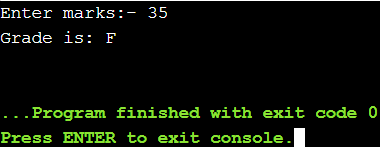 Enter marks:- 35
Grade is: F
...Program finished with exit code 0
Press ENTER to exit console.